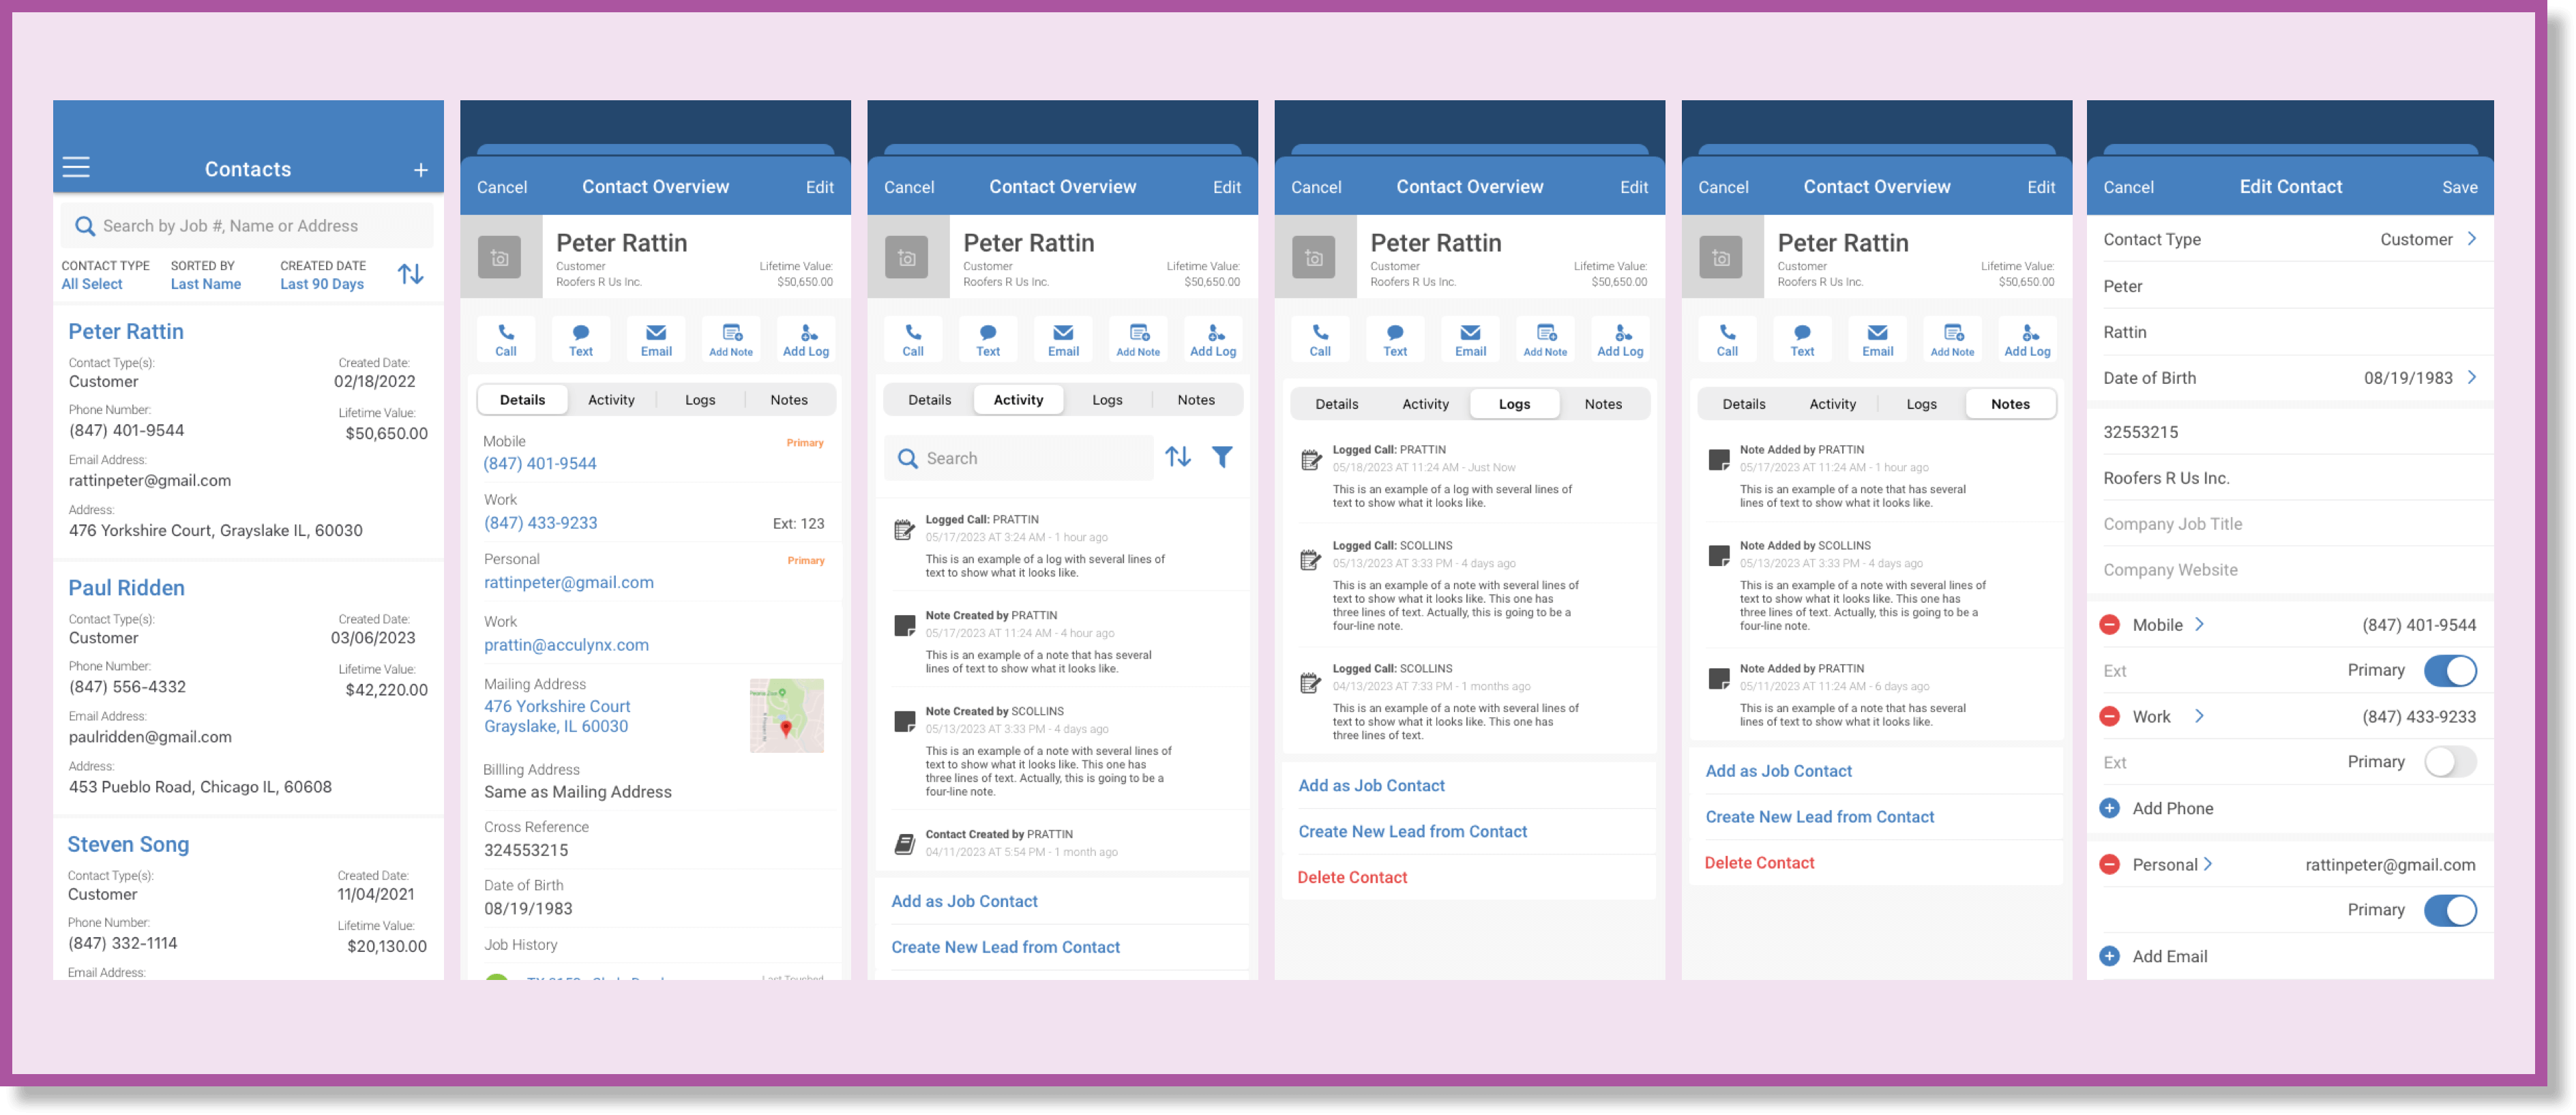 Contacts
+
Search by Job #, Name or Address
CONTACT TYPE SORTED BY CREATED DATE
All Select Last Name Last 90 Days
Peter Rattin
Contact Type(s): Created Date:
Customer 02/18/2022
Phone Number: Lifetime Value:
(847) 401-9544 $50,650.00
Email Address:
rattinpeter@gmail.com
Address:
476 Yorkshire Court, Grayslake IL, 60030
Paul Ridden
Contact Type(s): Created Date:
Customer 03/06/2023
Phone Number: Lifetime Value:
(847) 556-4332 $42,220.00
Email Address:
paulridden@gmail.com
Address:
453 Pueblo Road, Chicago IL, 60608
Steven Song
Contact Type(s): Created Date:
Customer 11/04/2021
Phone Number: Lifetime Value:
(847) 332-1114 $20,130.00
Email Address:
Cancel Contact Overview Edit
Peter Rattin
Customer Lifetime Value:
Roofers R Us Inc. $50,650.00
Call Text Email Add Note Add Log
Details Activity Logs Notes
Mobile Primary
(847) 401-9544
Work
(847) 433-9233 Ext: 123
Personal Primary
rattinpeter@gmail.com
Work
prattin@acculynx.com
Mailing Address
476 Yorkshire Court
Grayslake, IL 60030
Billling Address
Same as Mailing Address
Cross Reference
324553215
Date of Birth
08/19/1983
Job History
Cancel Contact Overview Edit
Peter Rattin
Customer Lifetime Value:
Roofers R Us Inc. $50,650.00
Call Text Email Add Note Add Log
Details Activity Logs Notes
Search
Logged Call: PRATTIN
05/17/2023 AT 3:24 AM - 1 hour ago
This is an example of a log with several lines of
text to show what it looks like.
Note Created by PRATTIN
05/17/2023 AT 11:24 AM - 4 hour ago
This is an example of a note that has several
lines of text to show what it looks like.
Note Created by SCOLLINS
05/13/2023 AT 3:33 PM - 4 days ago
This is an example of a note with several lines of
text to show what it looks like. This one has
three lines of text. Actually, this is going to be a
four-line note.
Contact Created by PRATTIN
04/11/2023 AT 5:54 PM - 1 month ago
Add as Job Contact
Create New Lead from Contact
Cancel Contact Overview Edit
Peter Rattin
Customer Lifetime Value:
Roofers R Us Inc. $50,650.00
Call Text Email Add Note Add Log
Details Activity Logs Notes
Logged Call: PRATTIN
05/18/2023 AT 11:24 AM - Just Now
This is an example of a log with several lines of
text to show what it looks like.
Logged Call: SCOLLINS
05/13/2023 AT 3:33 PM - 4 days ago
This is an example of a note with several lines of
text to show what it looks like. This one has
three lines of text. Actually, this is going to be a
four-line note.
Logged Call: SCOLLINS
04/13/2023 AT 7:33 PM - 1 months ago
This is an example of a note with several lines of
text to show what it looks like. This one has
three lines of text.
Add as Job Contact
Create New Lead from Contact
Delete Contact
Cancel Contact Overview Edit
Peter Rattin
Customer Lifetime Value:
Roofers R Us Inc. $50,650.00
Call Text Email Add Note Add Log
Details Activity Logs Notes
Note Added by PRATTIN
05/17/2023 AT 11:24 AM - 1 hour ago
This is an example of a note that has several
lines of text to show what it looks like.
Note Added by SCOLLINS
05/13/2023 AT 3:33 PM - 4 days ago
This is an example of a note with several lines of
text to show what it looks like. This one has
three lines of text. Actually, this is going to be a
four-line note.
Note Added by PRATTIN
05/11/2023 AT 11:24 AM - 6 days ago
This is an example of a note that has several
lines of text to show what it looks like.
Add as Job Contact
Create New Lead from Contact
Delete Contact
Cancel Edit Contact Save
Contact Type Customer
Peter
Rattin
Date of Birth 08/19/1983
32553215
Roofers R Us Inc.
Company Job Title
Company Website
Mobile (847) 401-9544
Ext Primary
Work (847) 433-9233
Ext Primary
Add Phone
Personal rattinpeter@gmail.com
Primary
Add Email